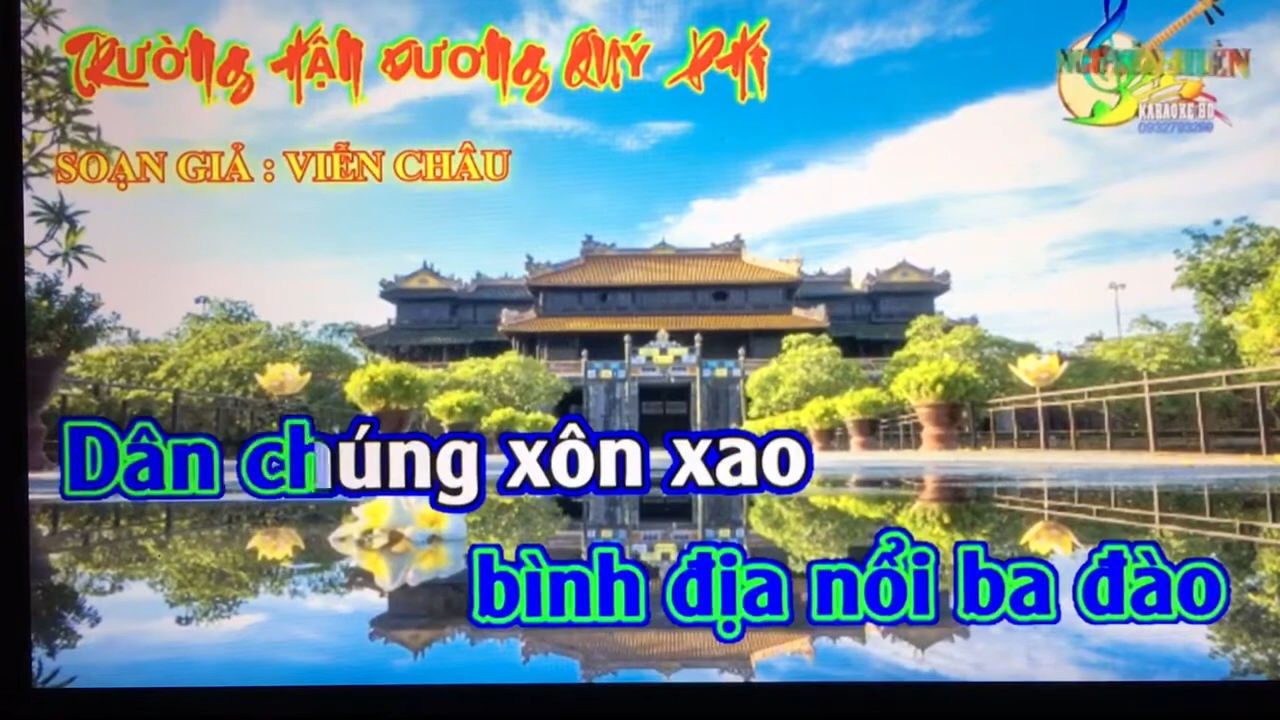 TRƯỜNG HẬN DƯƠNG QUÝ PHI
SOẠN GIẢ : VIỄN CHÂU
KARAOKE HD
Dân chúng xôn xao
bình địa nổi ba đào